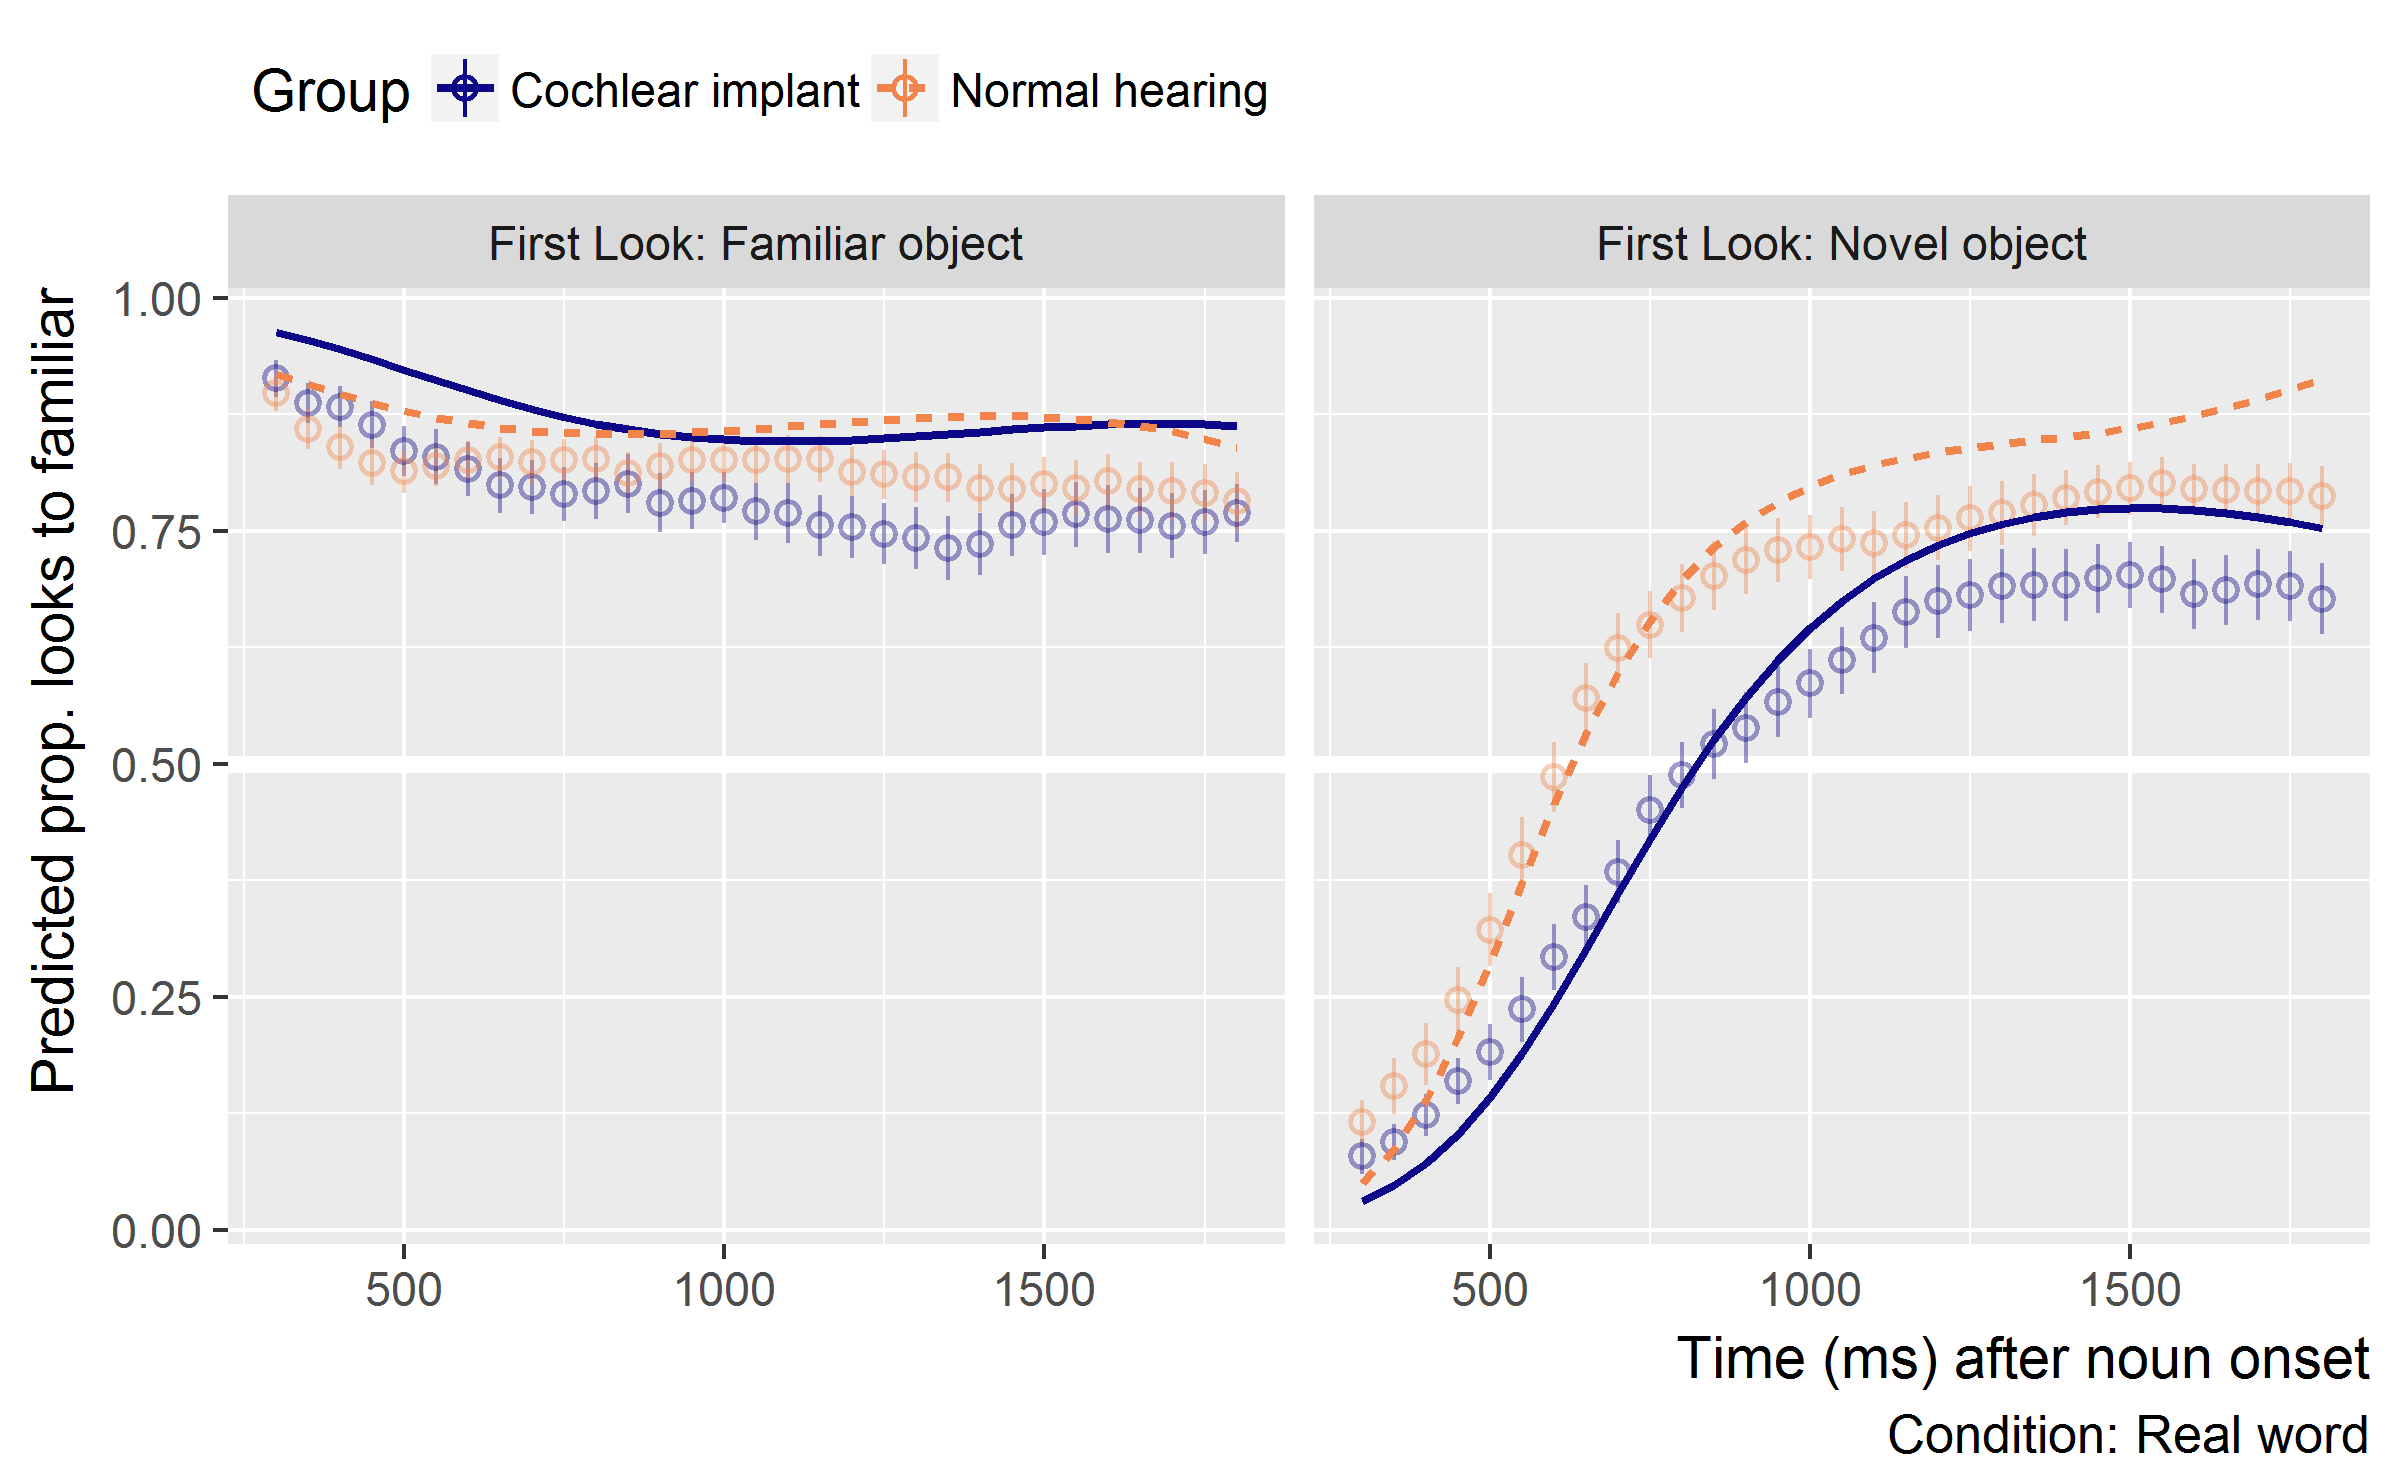 Group Cochlear implant Normal hearing
First Look: Familiar object First Look: Novel object
Predicted prop. looks to familiar
1.00
0.75
0.50
0.25
0.00
500 1000 1500 500 1000 1500
Time (ms) after noun onset
Condition: Real word